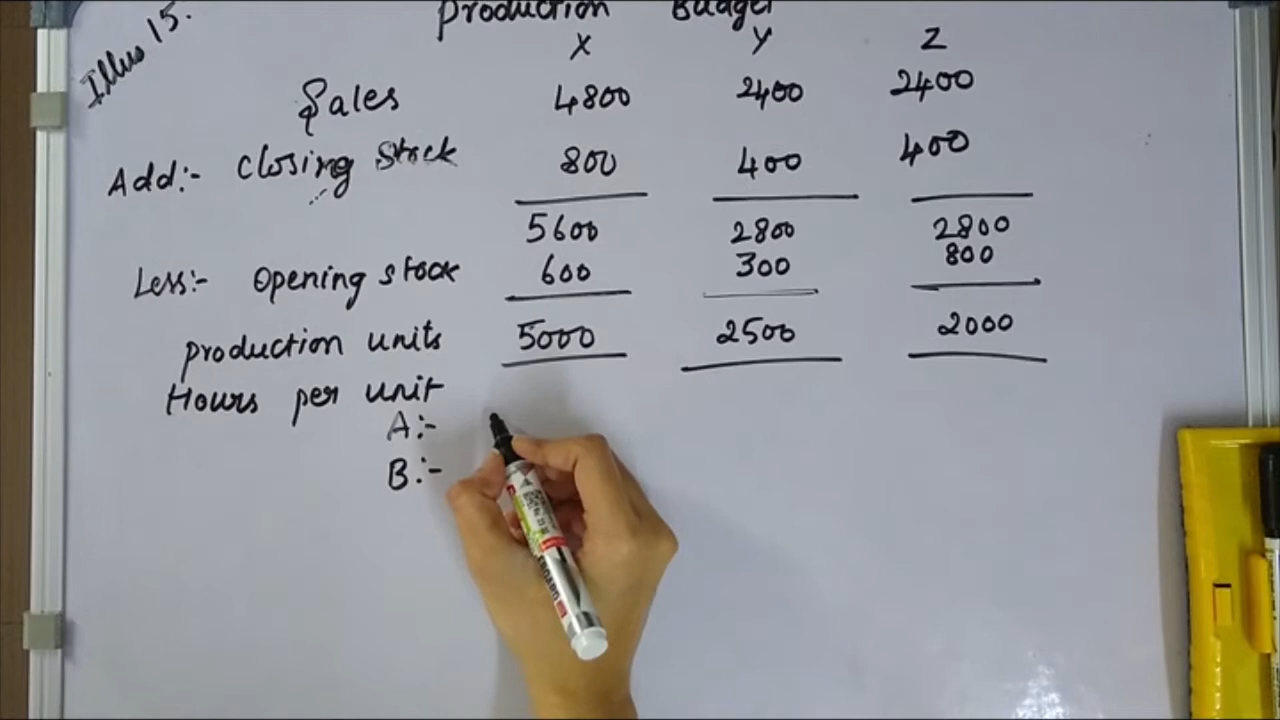 Production Budget
Illus 15.
X Y Z
Sales 4800 2400 2400
Add:- Closing Stock 800 400 400
5600 2800 2800
Less:- Opening stock 600 300 800
production units 5000 2500 2000
Hours per unit
A:-
B:-